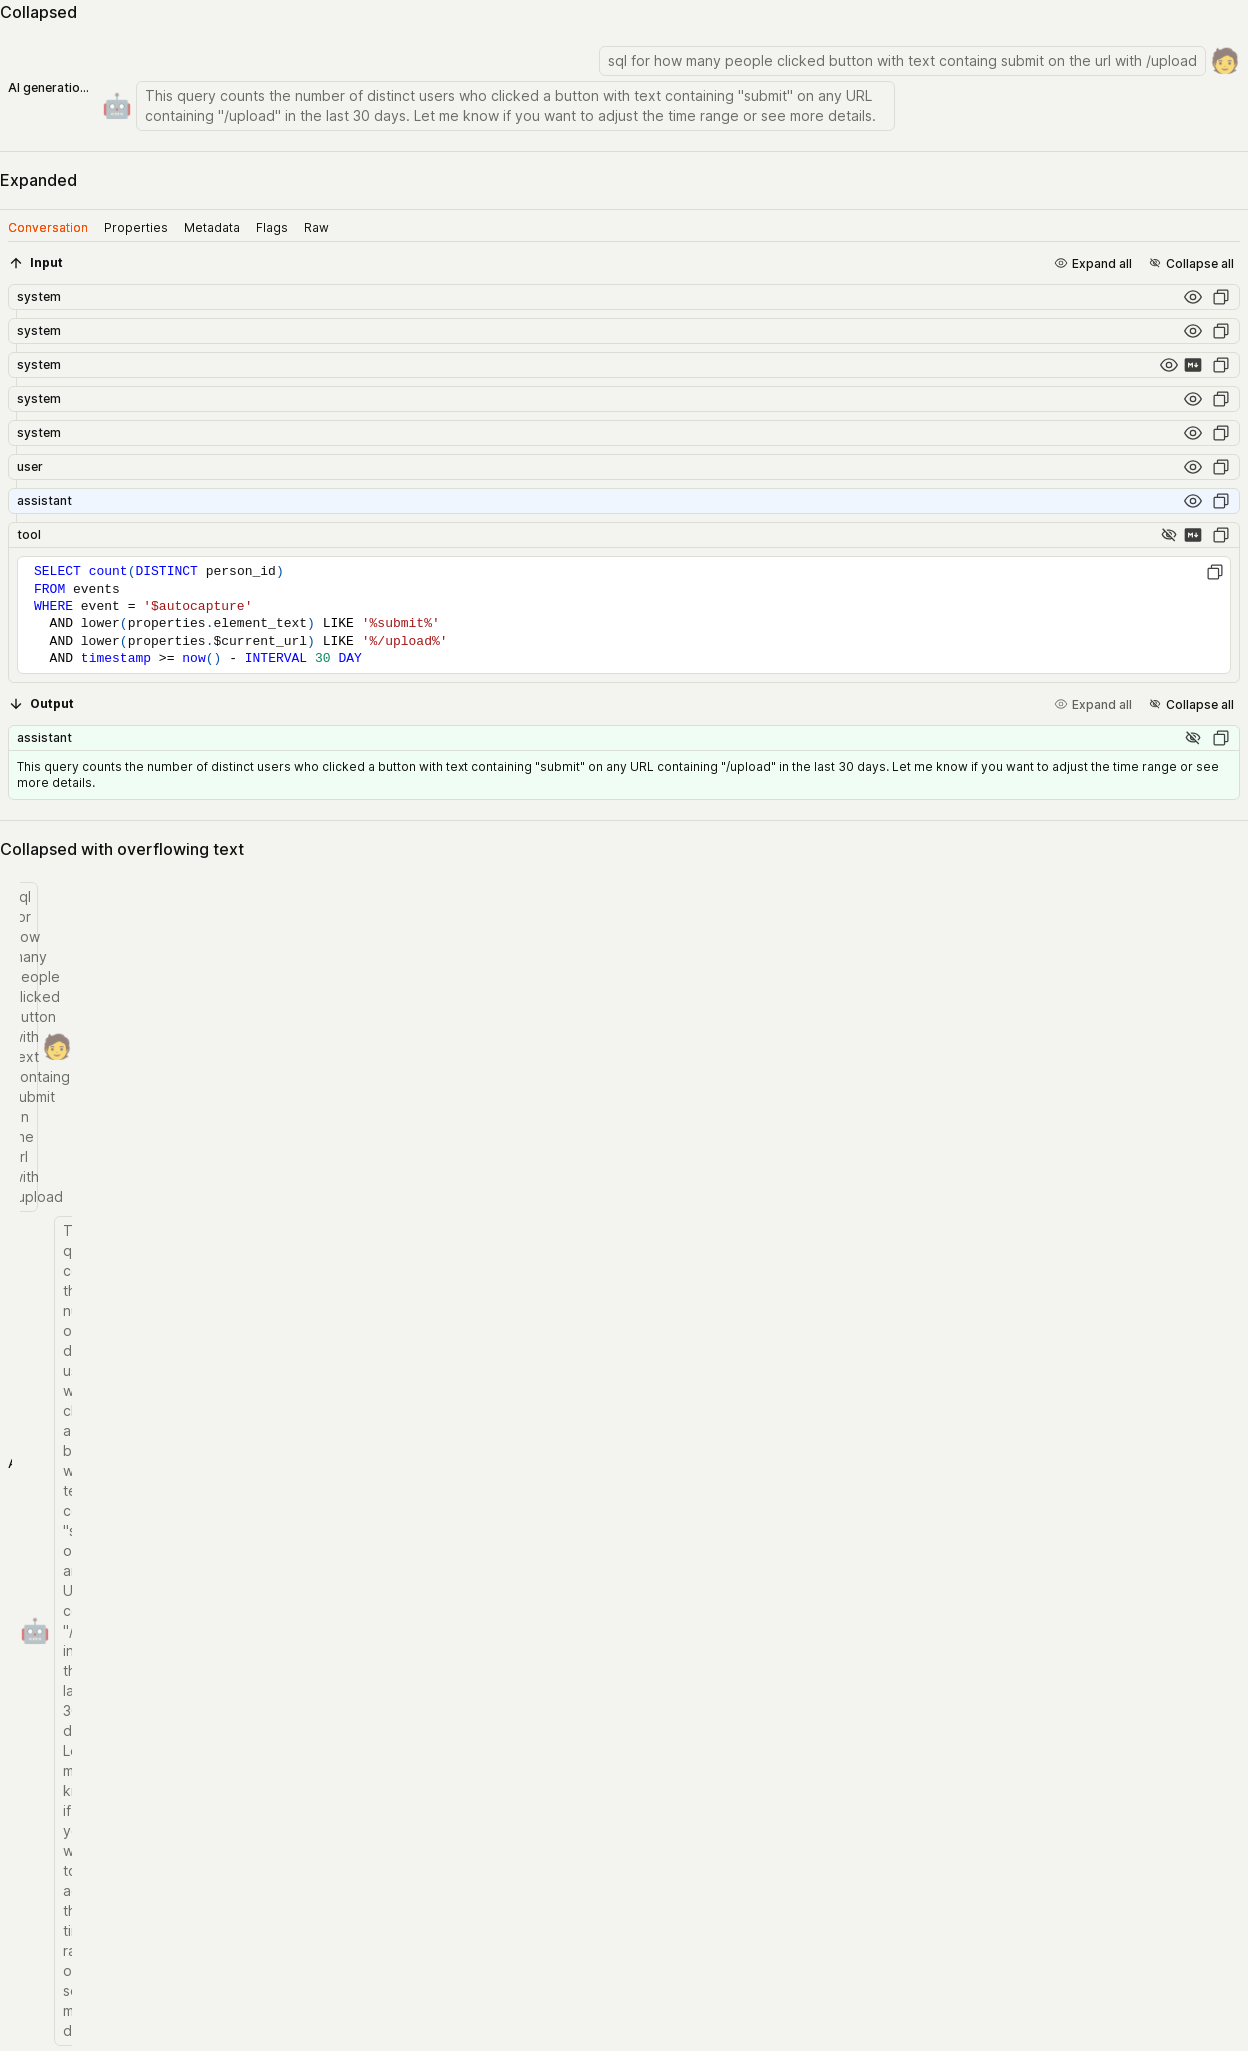 Collapsed
sql for how many people clicked button with text containg submit on the url with /upload
AI generatio...
This query counts the number of distinct users who clicked a button with text containing "submit" on any URL
containing "/upload" in the last 30 days. Let me know if you want to adjust the time range or see more details.
Expanded
Conversation Properties Metadata Flags Raw
Input Expand all Collapse all
system
system
system
system
system
user
assistant
tool
SELECT count(DISTINCT person_id)
FROM events
WHERE event = '$autocapture'
AND lower(properties.element_text) LIKE '%submit%'
AND lower(properties.$current_url) LIKE '%/upload%'
AND timestamp >= now() - INTERVAL 30 DAY
Output Expand all Collapse all
assistant
This query counts the number of distinct users who clicked a button with text containing "submit" on any URL containing "/upload" in the last 30 days. Let me know if you want to adjust the time range or see
more details.
Collapsed with overflowing text
ql
or
ow
any
eople
licked
utton
with
ext
ontaing
ubmit
n
he
rl
with
upload
T
q
c
th
nu
o
d
us
w
cl
a
b
w
te
c
"s
o
a
U
c
"/
in
th
la
3
d
Le
m
k
if
y
w
to
a
th
ti
ra
o
s
m
d